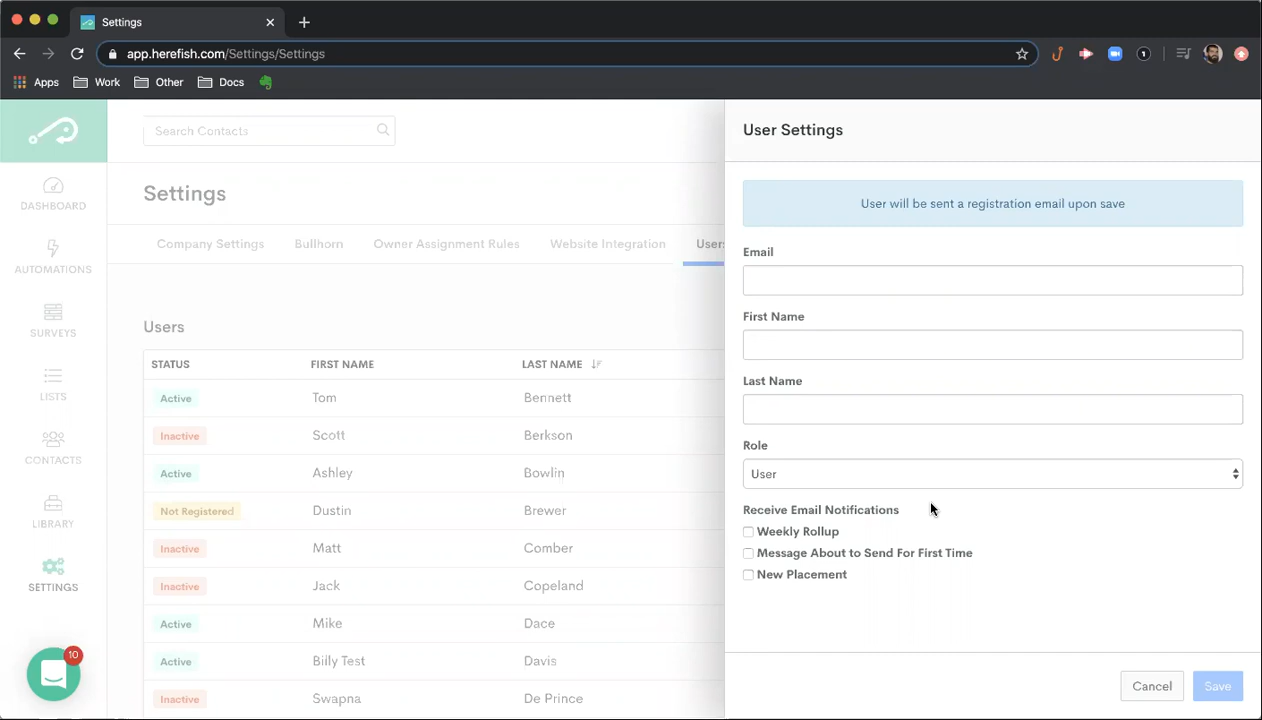 Settings
app.herefish.com/Settings/Settings
1
Apps Work Other Docs
Search Contacts
User Settings
DASHBOARD
AUTOMATIONS
SURVEYS
LISTS
CONTACTS
LIBRARY
SETTINGS
10
Settings
Company Settings Bullhorn Owner Assignment Rules Website Integration Users
Users
STATUS FIRST NAME LAST NAME
Active Tom Bennett
Inactive Scott Berkson
Active Ashley Bowlin
Not Registered Dustin Brewer
Inactive Matt Comber
Inactive Jack Copeland
Active Mike Dace
Active Billy Test Davis
Inactive Swapna De Prince
User will be sent a registration email upon save
Email
First Name
Last Name
Role
User
Receive Email Notifications
Weekly Rollup
Message About to Send For First Time
New Placement
Cancel Save